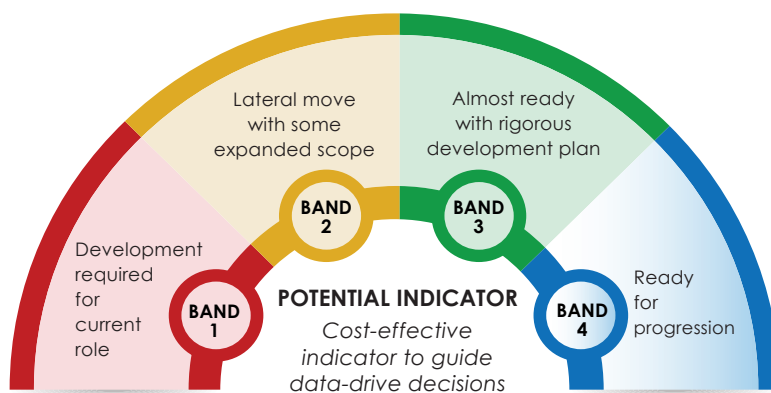 Development
required
for
current
role
BAND
1
Lateral move
with some
expanded scope
BAND
2
Almost ready
with rigorous
development plan
BAND
3
Ready
for
progression
BAND
4
POTENTIAL INDICATOR
Cost-effective
indicator to guide
data-drive decisions